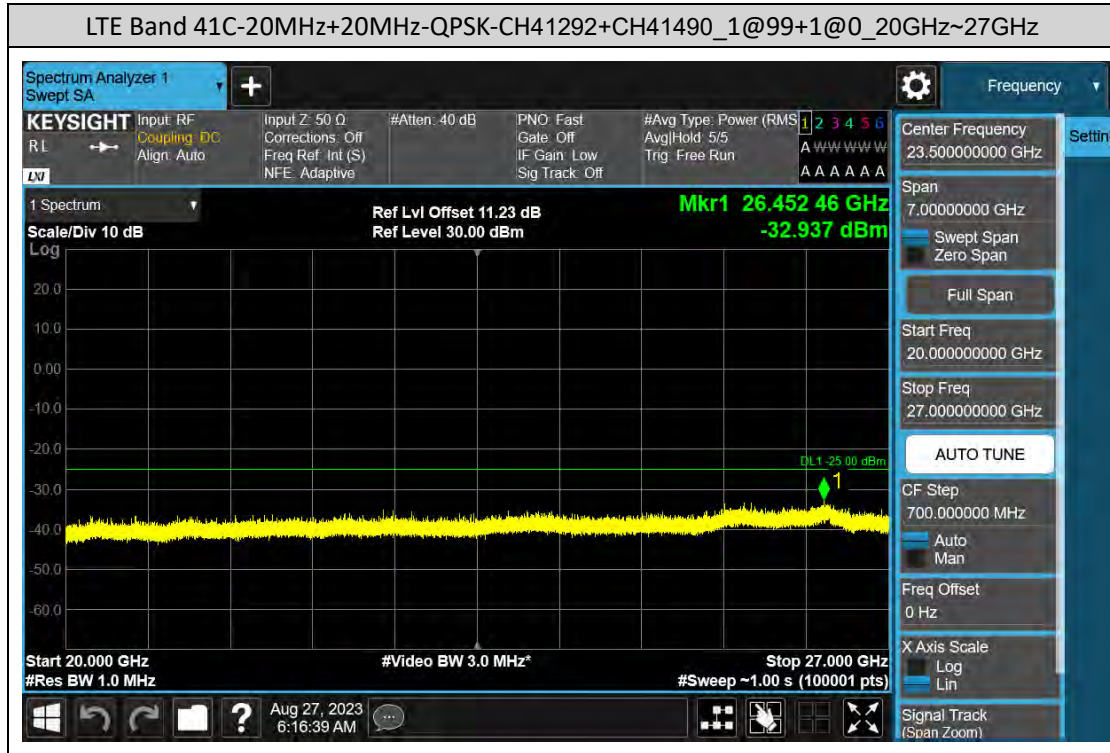 LTE Band 41C-20MHz+20MHz-QPSK-CH41292+CH41490_1@99+1@0_20GHz~27GHz
Spectrum Analyzer 1
Swept SA
+
Frequency
KEYSIGHT
RL
LXI
Input: RF
Coupling: DC
Align: Auto
Input Z: 50 Ω
Corrections: Off
Freq Ref: Int (S)
NFE: Adaptive
#Atten: 40 dB
PNO: Fast
Gate: Off
IF Gain: Low
Sig Track: Off
#Avg Type: Power (RMS
Avg|Hold: 5/5
Trig: Free Run
1 2 3 4 5 6
A W W W W W
A A A A A A
Center Frequency
23.500000000 GHz
Settin
1 Spectrum
Scale/Div 10 dB
Ref Lvl Offset 11.23 dB
Ref Level 30.00 dBm
Mkr1 26.452 46 GHz
-32.937 dBm
Span
7.00000000 GHz
Swept Span
Zero Span
Full Span
Start Freq
20.000000000 GHz
Stop Freq
27.000000000 GHz
AUTO TUNE
CF Step
700.000000 MHz
Auto
Man
Freq Offset
0 Hz
X Axis Scale
Log
Lin
Signal Track
(Span Zoom)
Log
20.0
10.0
0.00
-10.0
-20.0
-30.0
-40.0
-50.0
-60.0
DL1 -25.00 dBm
1
Start 20.000 GHz
#Res BW 1.0 MHz
#Video BW 3.0 MHz*
Stop 27.000 GHz
#Sweep ~1.00 s (100001 pts)
?
Aug 27, 2023
6:16:39 AM